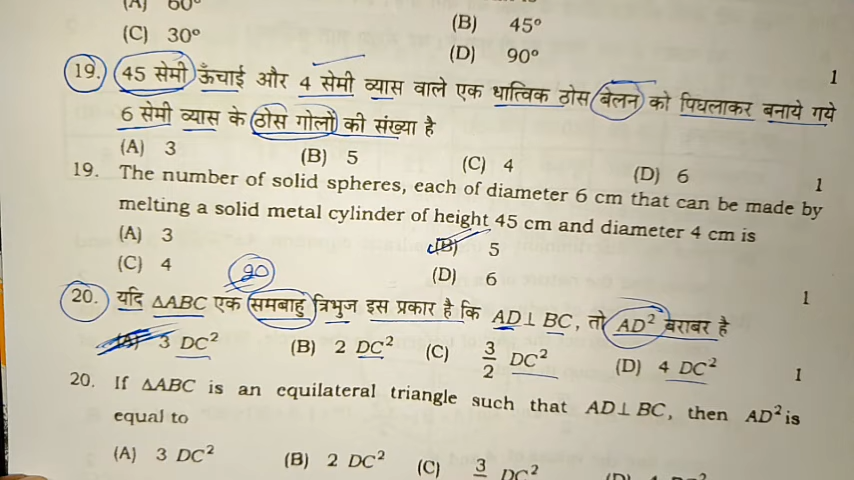 (A) 60°
(B) 45°
(C) 30°
(D) 90°
1
19. 45 सेमी ऊँचाई और 4 सेमी व्यास वाले एक धात्विक ठोस बेलन को पिघलाकर बनाये गये
6 सेमी व्यास के ठोस गोलों की संख्या है
(A) 3 (B) 5 (C) 4 (D) 6 1
19. The number of solid spheres, each of diameter 6 cm that can be made by
melting a solid metal cylinder of height 45 cm and diameter 4 cm is
(A) 3 (B) 5
(C) 4 (D) 6
90
1
20. यदि ΔABC एक समबाहु त्रिभुज इस प्रकार है कि AD⊥BC, तो AD² बराबर है
(A) 3 DC² (B) 2 DC² (C) 3/2 DC² (D) 4 DC² 1
20. If ΔABC is an equilateral triangle such that AD⊥BC, then AD² is
equal to
(A) 3 DC² (B) 2 DC² (C) 3 DC²